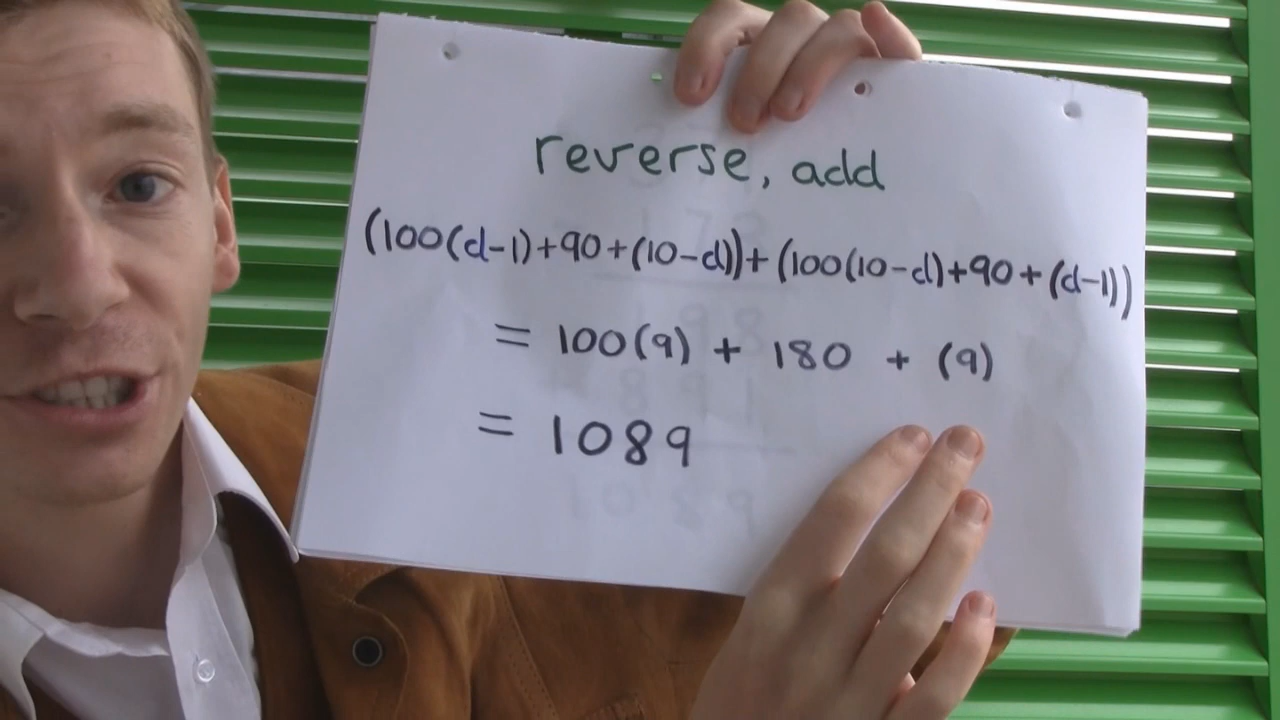 reverse, add
(100(d-1)+90+(10-d))+(100(10-d)+90+(d-1))
= 100(9) + 180 + (9)
= 1089